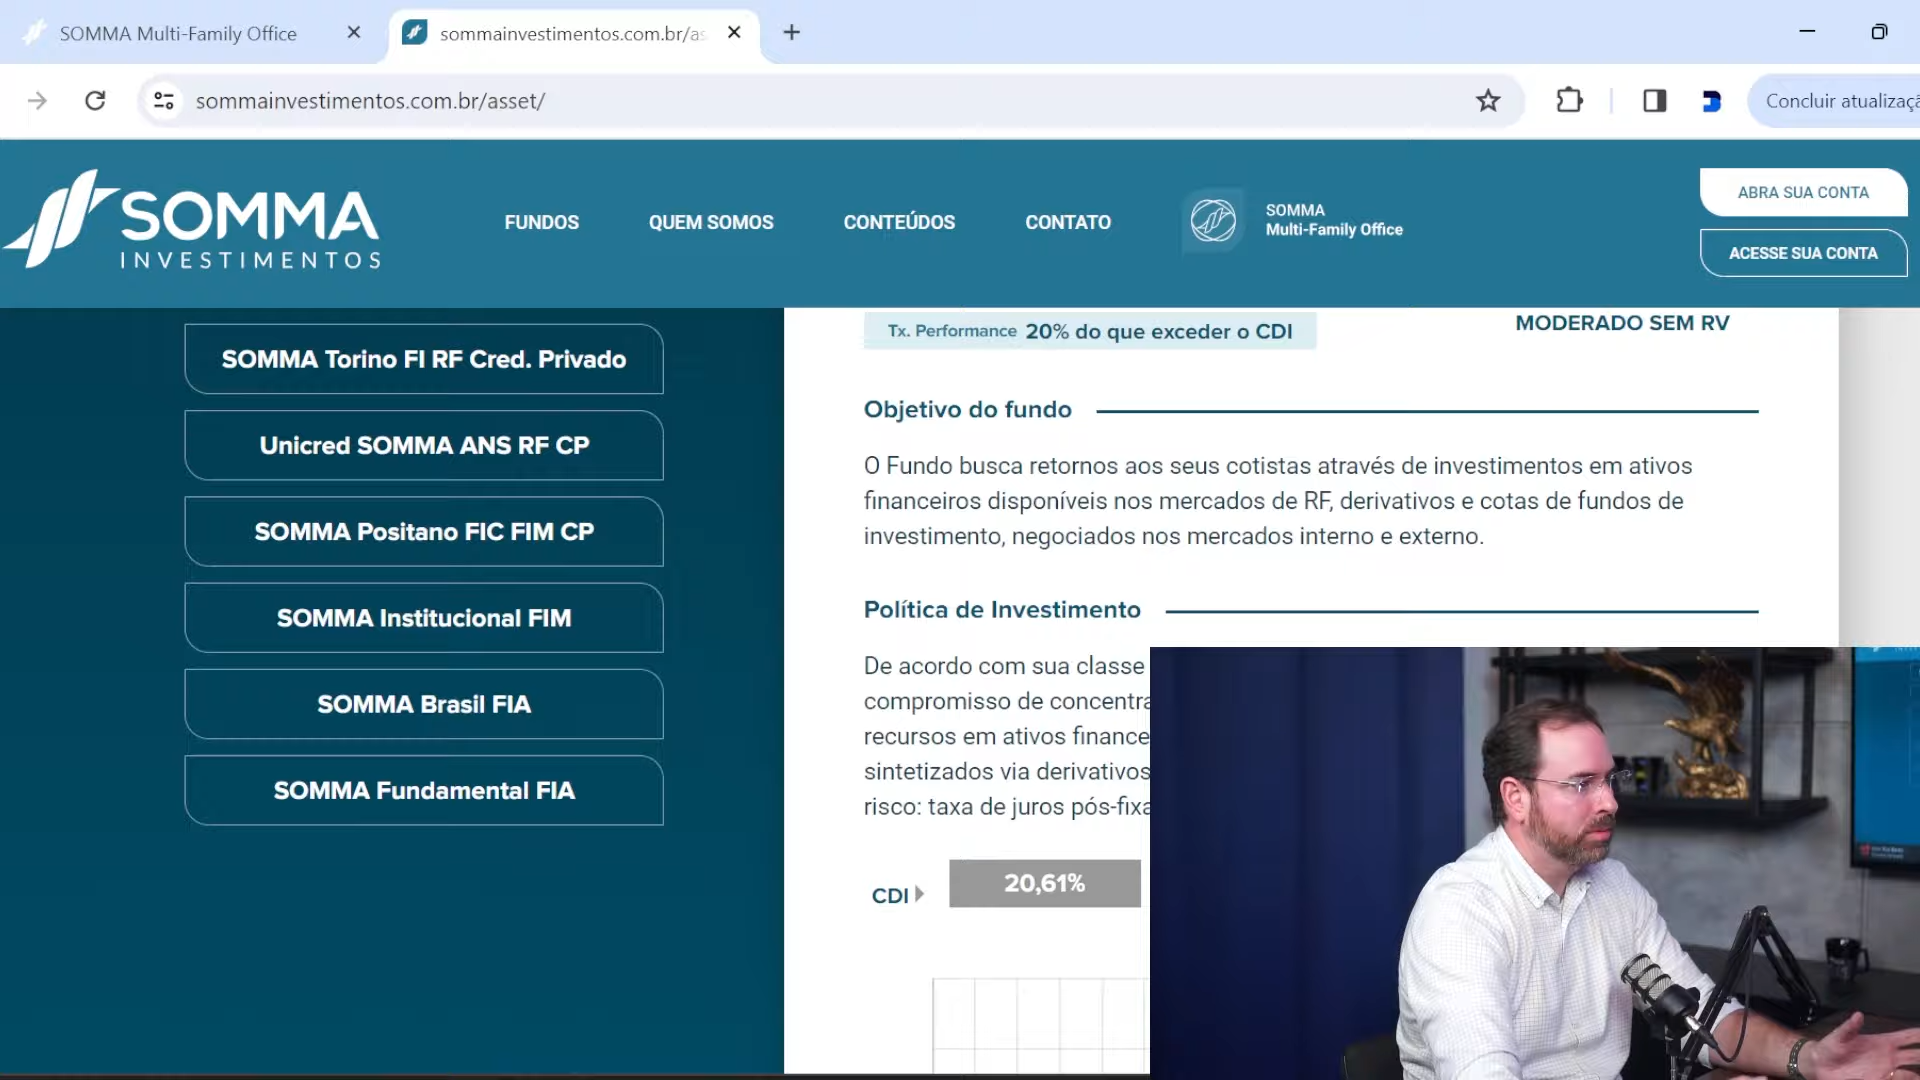 SOMMA Multi-Family Office
sommainvestimentos.com.br/as
sommainvestimentos.com.br/asset/
Concluir atualizaçã
SOMMA
INVESTIMENTOS
FUNDOS
QUEM SOMOS
CONTEÚDOS
CONTATO
SOMMA
Multi-Family Office
ABRA SUA CONTA
ACESSE SUA CONTA
SOMMA Torino FI RF Cred. Privado
Unicred SOMMA ANS RF CP
SOMMA Positano FIC FIM CP
SOMMA Institucional FIM
SOMMA Brasil FIA
SOMMA Fundamental FIA
Tx. Performance 20% do que exceder o CDI
MODERADO SEM RV
Objetivo do fundo
O Fundo busca retornos aos seus cotistas através de investimentos em ativos
financeiros disponíveis nos mercados de RF, derivativos e cotas de fundos de
investimento, negociados nos mercados interno e externo.
Política de Investimento
De acordo com sua classe
compromisso de concentra
recursos em ativos finance
sintetizados via derivativos
risco: taxa de juros pós-fixa
CDI
20,61%